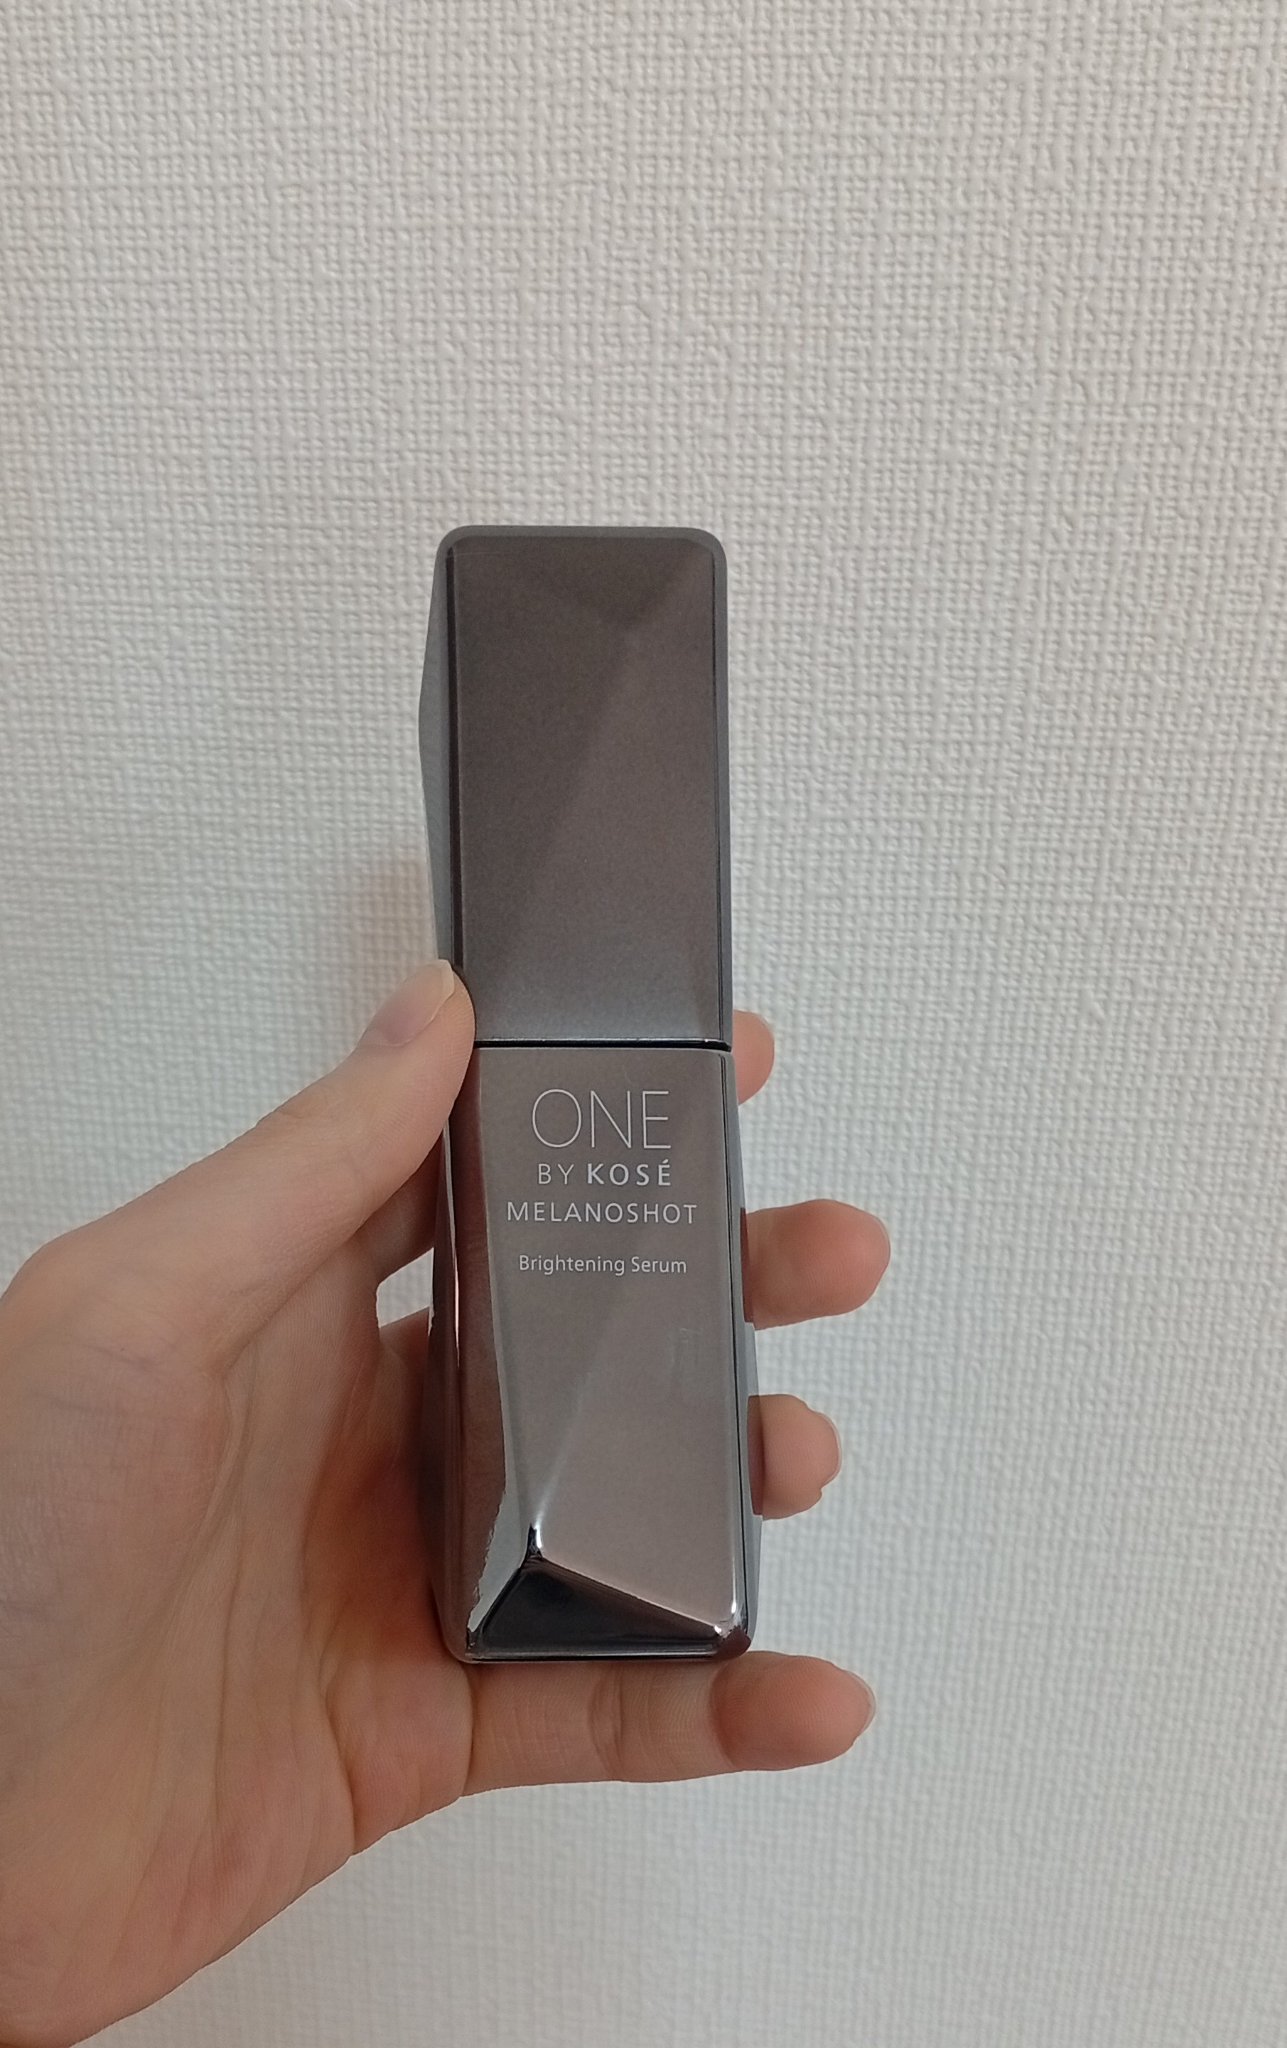 ONE
BY KOSÉ
MELANOSHOT
Brightening Serum